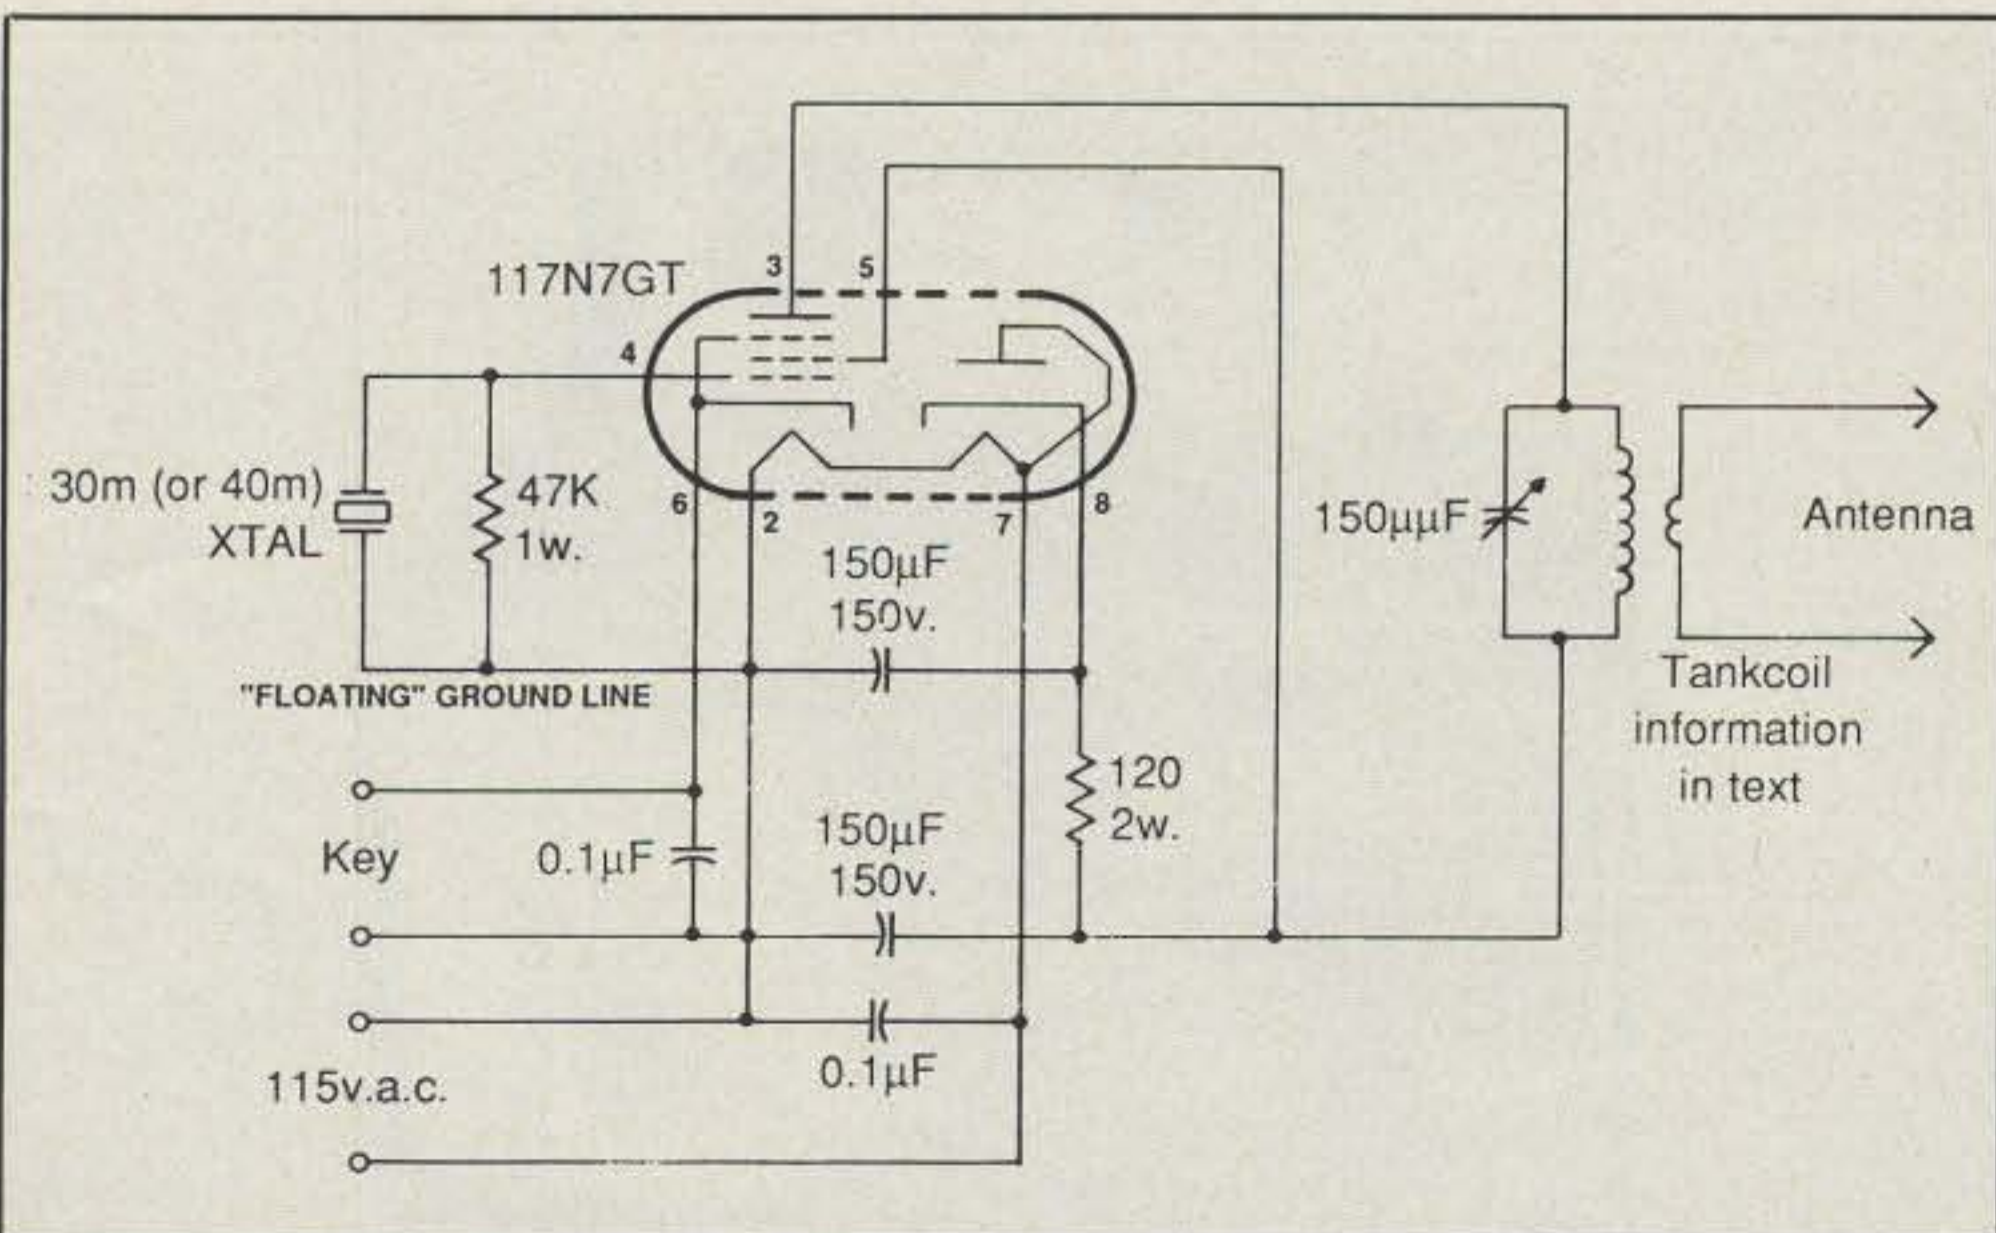 3
5
117N7GT
4
30m (or 40m)
XTAL
47K
1w.
6
2
7
8
150μμF
Antenna
150μF
150v.
"FLOATING" GROUND LINE
Tankcoil
information
in text
120
2w.
150μF
150v.
Key
0.1μF
0.1μF
115v.a.c.